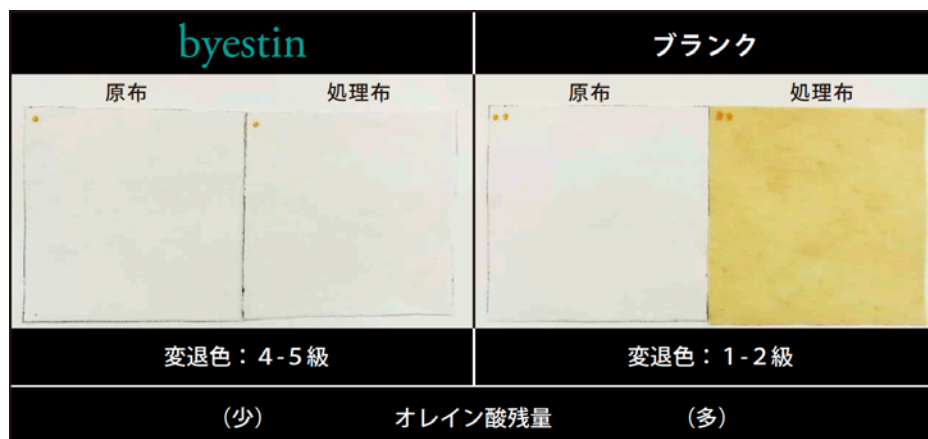 byestin
ブランク
原布
処理布
原布
処理布
変退色：4-5級
変退色：1-2級
（少） オレイン酸残量 （多）